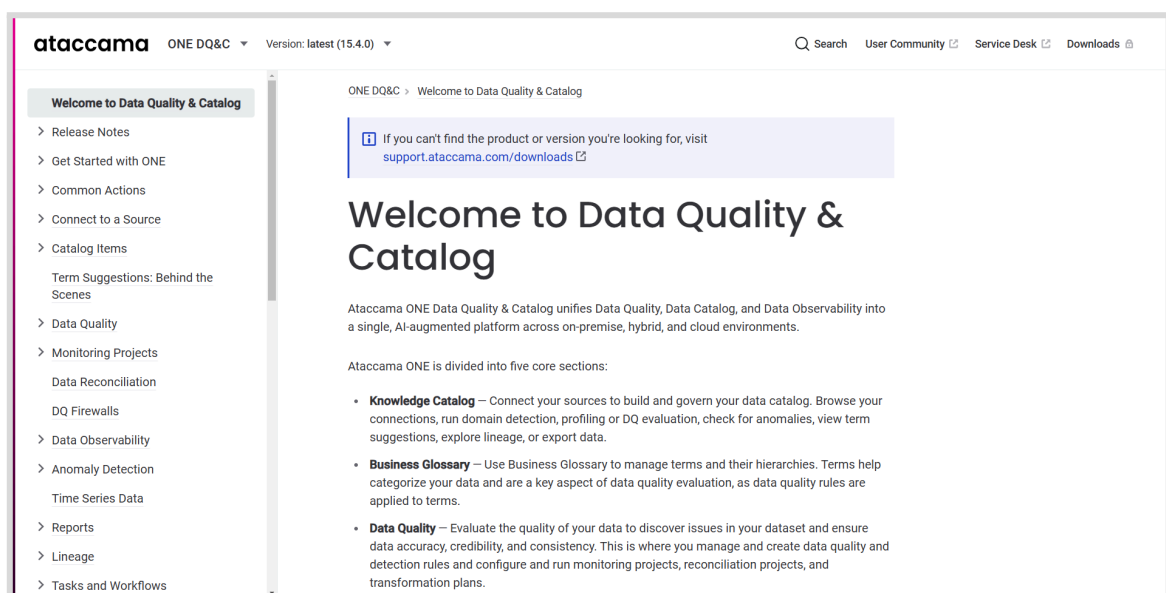 ataccama ONE DQ&C Version: latest (15.4.0) Search User Community Service Desk Downloads
Welcome to Data Quality & Catalog
Release Notes
Get Started with ONE
Common Actions
Connect to a Source
Catalog Items
Term Suggestions: Behind the
Scenes
Data Quality
Monitoring Projects
Data Reconciliation
DQ Firewalls
Data Observability
Anomaly Detection
Time Series Data
Reports
Lineage
Tasks and Workflows
ONE DQ&C > Welcome to Data Quality & Catalog
If you can't find the product or version you're looking for, visit
support.ataccama.com/downloads
Welcome to Data Quality &
Catalog
Ataccama ONE Data Quality & Catalog unifies Data Quality, Data Catalog, and Data Observability into
a single, AI-augmented platform across on-premise, hybrid, and cloud environments.
Ataccama ONE is divided into five core sections:
• Knowledge Catalog — Connect your sources to build and govern your data catalog. Browse your
connections, run domain detection, profiling or DQ evaluation, check for anomalies, view term
suggestions, explore lineage, or export data.
• Business Glossary — Use Business Glossary to manage terms and their hierarchies. Terms help
categorize your data and are a key aspect of data quality evaluation, as data quality rules are
applied to terms.
• Data Quality — Evaluate the quality of your data to discover issues in your dataset and ensure
data accuracy, credibility, and consistency. This is where you manage and create data quality and
detection rules and configure and run monitoring projects, reconciliation projects, and
transformation plans.